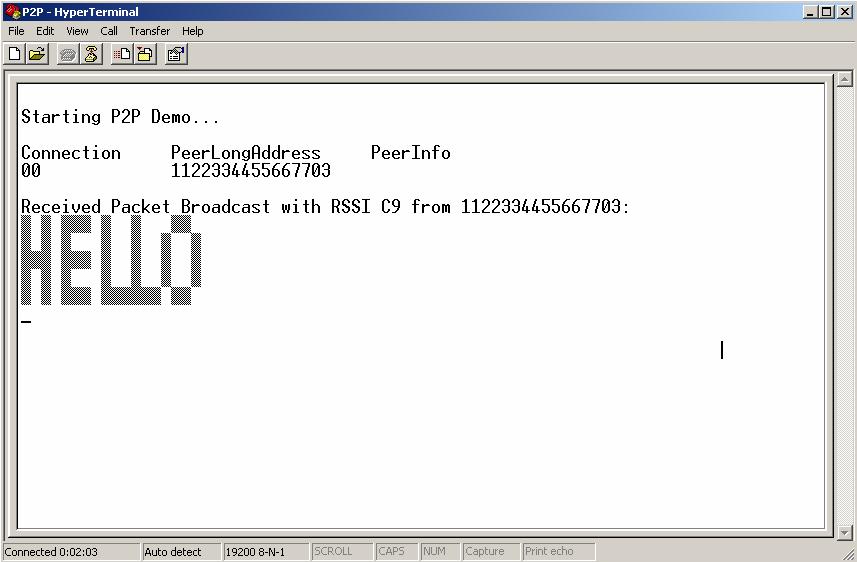 P2P - HyperTerminal
File Edit View Call Transfer Help
Starting P2P Demo...
Connection PeerLongAddress PeerInfo
00 1122334455667703
Received Packet Broadcast with RSSI C9 from 1122334455667703:
HELLO
Connected 0:02:03 Auto detect 19200 8-N-1 SCROLL CAPS NUM Capture Print echo